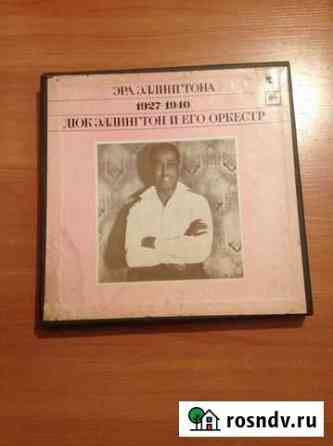 ЭРА ЭЛЛИНГТОНА
1927-1940
ДЮК ЭЛЛИНГТОН И ЕГО ОРКЕСТР
rosndv.ru